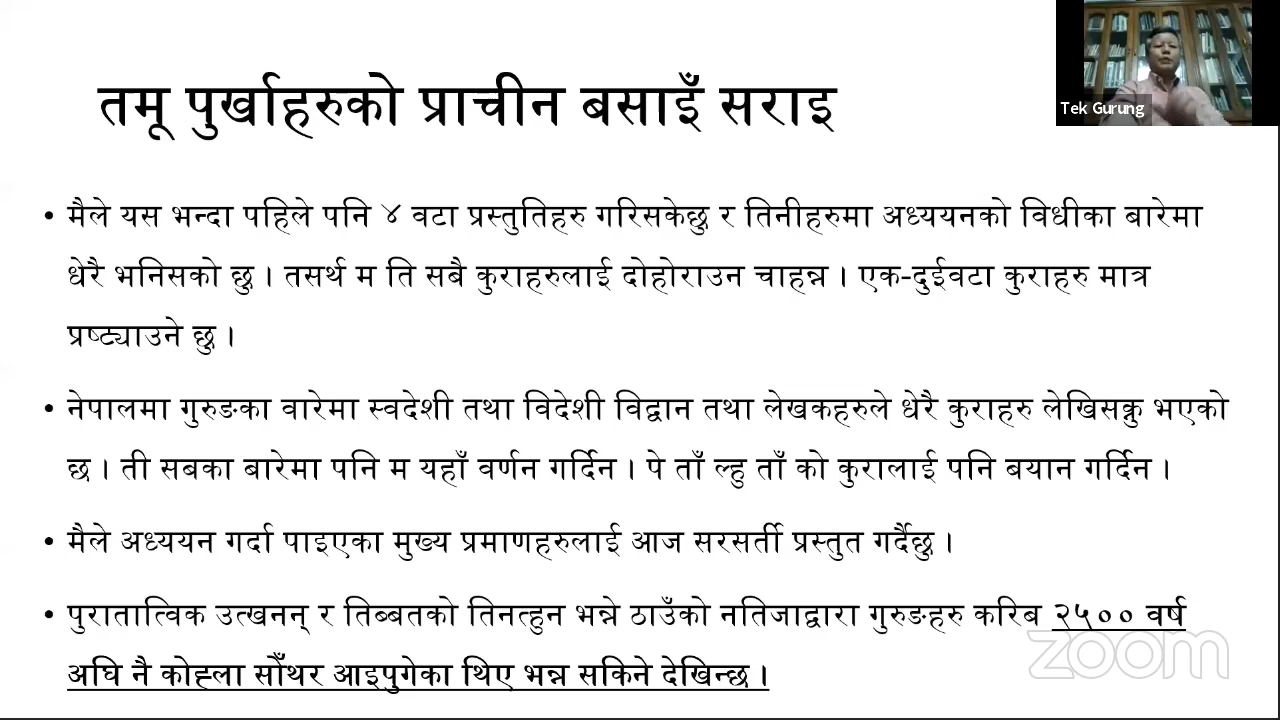 तमू पुर्खाहरुको प्राचीन बसाइँ सराइ
Tek Gurung
• मैले यस भन्दा पहिले पनि ४ वटा प्रस्तुतिहरु गरिसकेछु र तिनीहरुमा अध्ययनको विधीका बारेमा
धेरै भनिसको छु । तसर्थ म ति सबै कुराहरुलाई दोहोराउन चाहन्न । एक-दुईवटा कुराहरु मात्र
प्रष्ट्याउने छु ।
• नेपालमा गुरुङका वारेमा स्वदेशी तथा विदेशी विद्वान तथा लेखकहरुले धेरै कुराहरु लेखिसक्नु भएको
छ । ती सबका बारेमा पनि म यहाँ वर्णन गर्दिन । पे ताँ ल्हु ताँ को कुरालाई पनि बयान गर्दिन ।
• मैले अध्ययन गर्दा पाइएका मुख्य प्रमाणहरुलाई आज सरसर्ती प्रस्तुत गर्दैछु ।
• पुरातात्विक उत्खनन् र तिब्बतको तिनत्हुन भन्ने ठाउँको नतिजाद्वारा गुरुङहरु करिब २५०० वर्ष
अघि नै कोह्ला सोँथर आइपुगेका थिए भन्न सकिने देखिन्छ ।
zoom